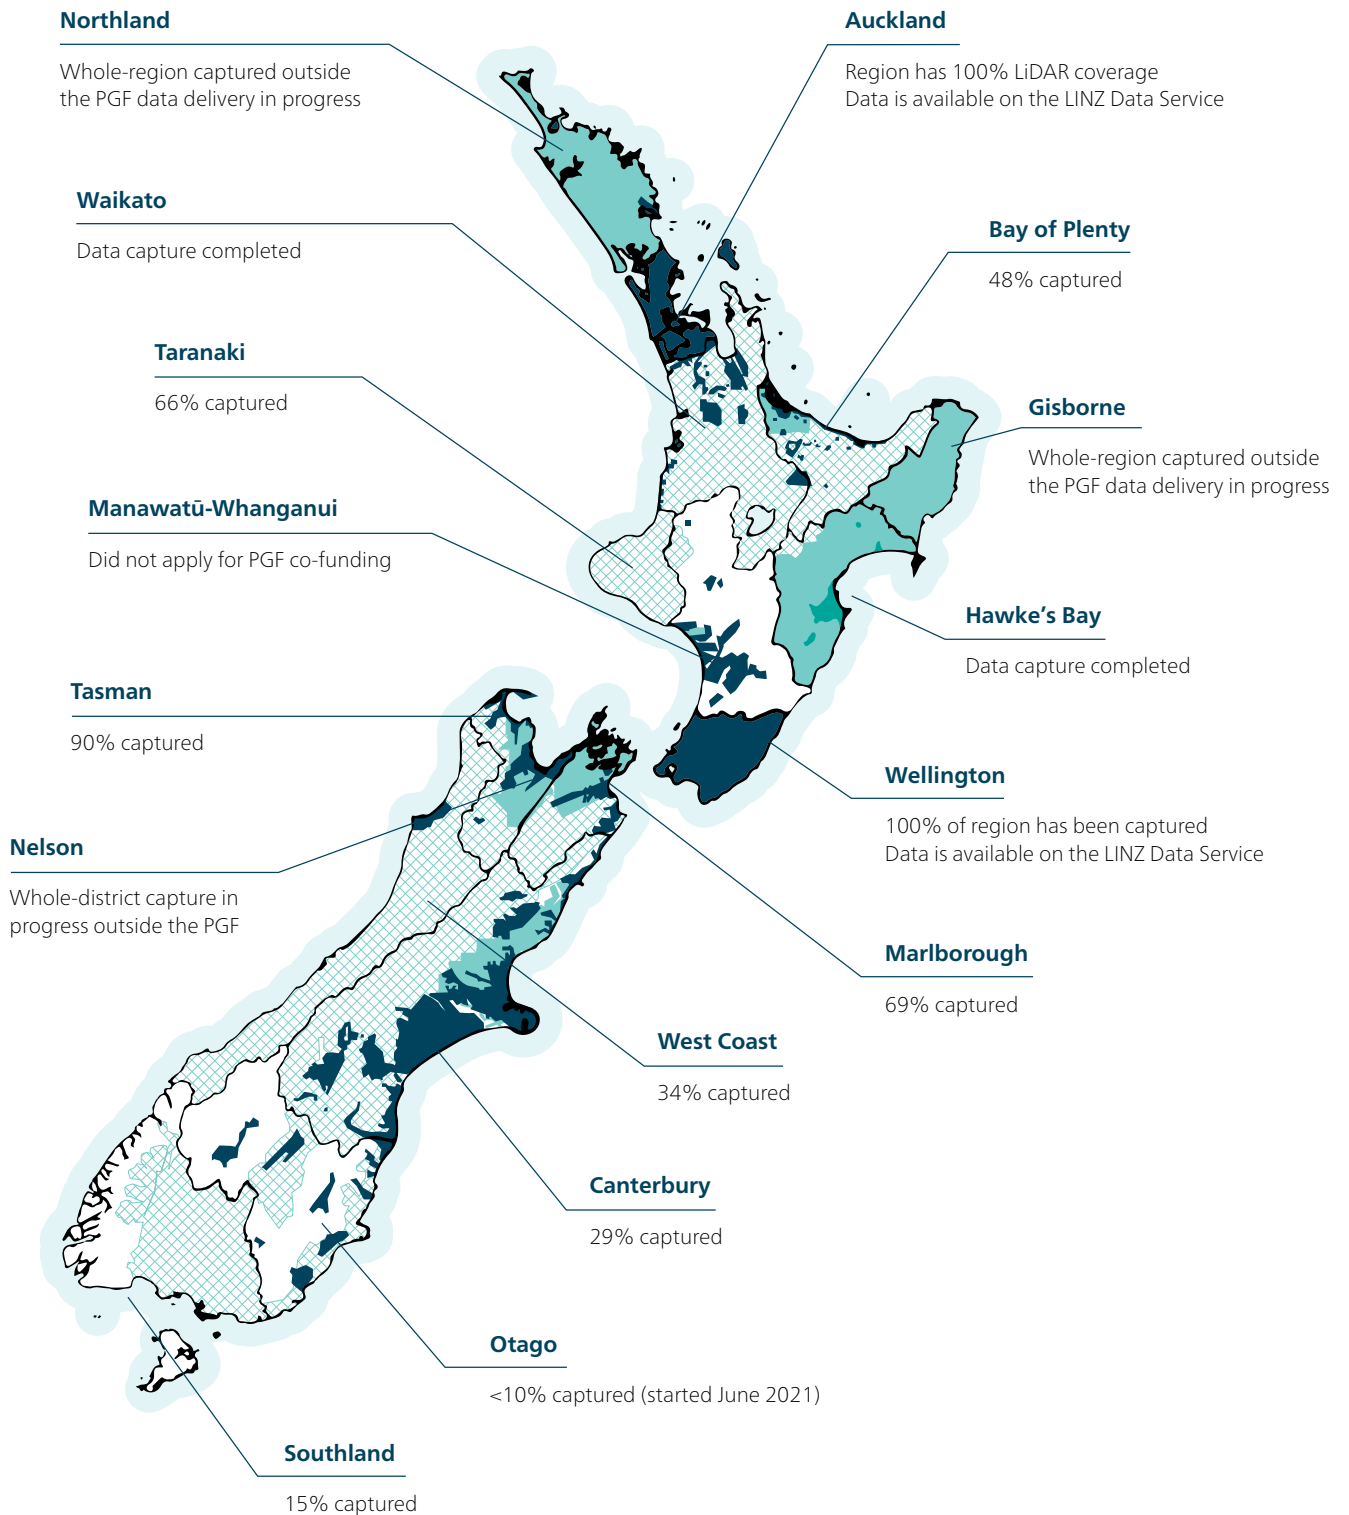 Northland
Whole-region captured outside
the PGF data delivery in progress
Auckland
Region has 100% LiDAR coverage
Data is available on the LINZ Data Service
Waikato
Data capture completed
Bay of Plenty
48% captured
Taranaki
66% captured
Gisborne
Whole-region captured outside
the PGF data delivery in progress
Manawatū-Whanganui
Did not apply for PGF co-funding
Hawke's Bay
Data capture completed
Tasman
90% captured
Wellington
100% of region has been captured
Data is available on the LINZ Data Service
Nelson
Whole-district capture in
progress outside the PGF
Marlborough
69% captured
West Coast
34% captured
Canterbury
29% captured
Otago
<10% captured (started June 2021)
Southland
15% captured